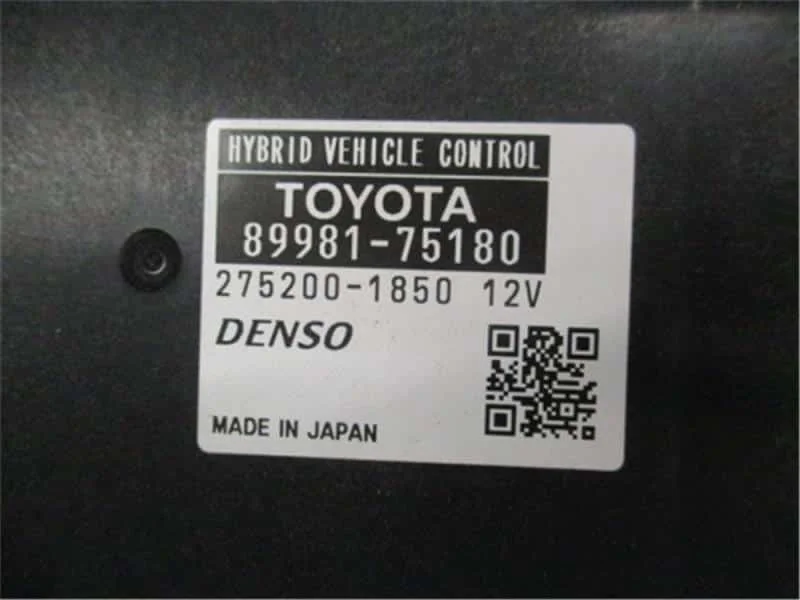 HYBRID VEHICLE CONTROL
TOYOTA
89981-75180
275200-1850 12V
DENSO
MADE IN JAPAN